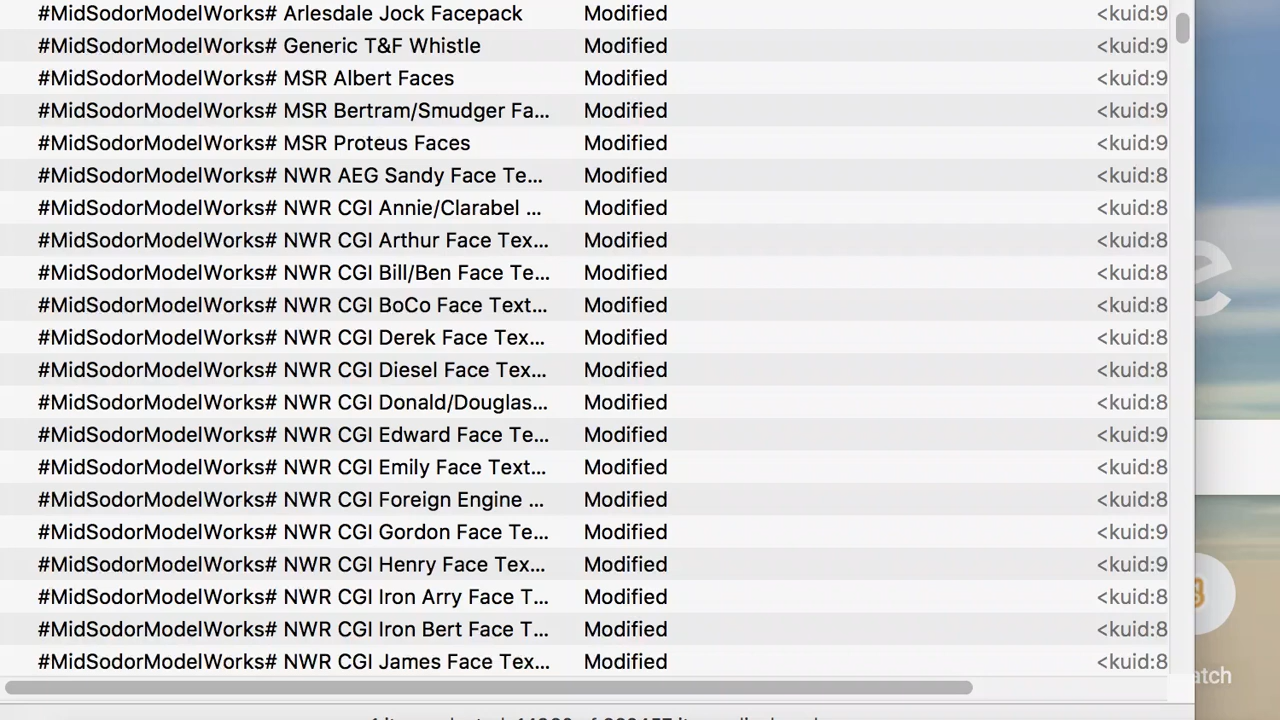 #MidSodorModelWorks# Arlesdale Jock Facepack Modified <kuid:9
#MidSodorModelWorks# Generic T&F Whistle Modified <kuid:9
#MidSodorModelWorks# MSR Albert Faces Modified <kuid:9
#MidSodorModelWorks# MSR Bertram/Smudger Fa... Modified <kuid:9
#MidSodorModelWorks# MSR Proteus Faces Modified <kuid:9
#MidSodorModelWorks# NWR AEG Sandy Face Te... Modified <kuid:8
#MidSodorModelWorks# NWR CGI Annie/Clarabel ... Modified <kuid:8
#MidSodorModelWorks# NWR CGI Arthur Face Tex... Modified <kuid:8
#MidSodorModelWorks# NWR CGI Bill/Ben Face Te... Modified <kuid:8
#MidSodorModelWorks# NWR CGI BoCo Face Text... Modified <kuid:8
#MidSodorModelWorks# NWR CGI Derek Face Tex... Modified <kuid:8
#MidSodorModelWorks# NWR CGI Diesel Face Tex... Modified <kuid:8
#MidSodorModelWorks# NWR CGI Donald/Douglas... Modified <kuid:8
#MidSodorModelWorks# NWR CGI Edward Face Te... Modified <kuid:9
#MidSodorModelWorks# NWR CGI Emily Face Text... Modified <kuid:8
#MidSodorModelWorks# NWR CGI Foreign Engine ... Modified <kuid:8
#MidSodorModelWorks# NWR CGI Gordon Face Te... Modified <kuid:9
#MidSodorModelWorks# NWR CGI Henry Face Tex... Modified <kuid:9
#MidSodorModelWorks# NWR CGI Iron Arry Face T... Modified <kuid:8
#MidSodorModelWorks# NWR CGI Iron Bert Face T... Modified <kuid:8
#MidSodorModelWorks# NWR CGI James Face Tex... Modified <kuid:8
e
atch